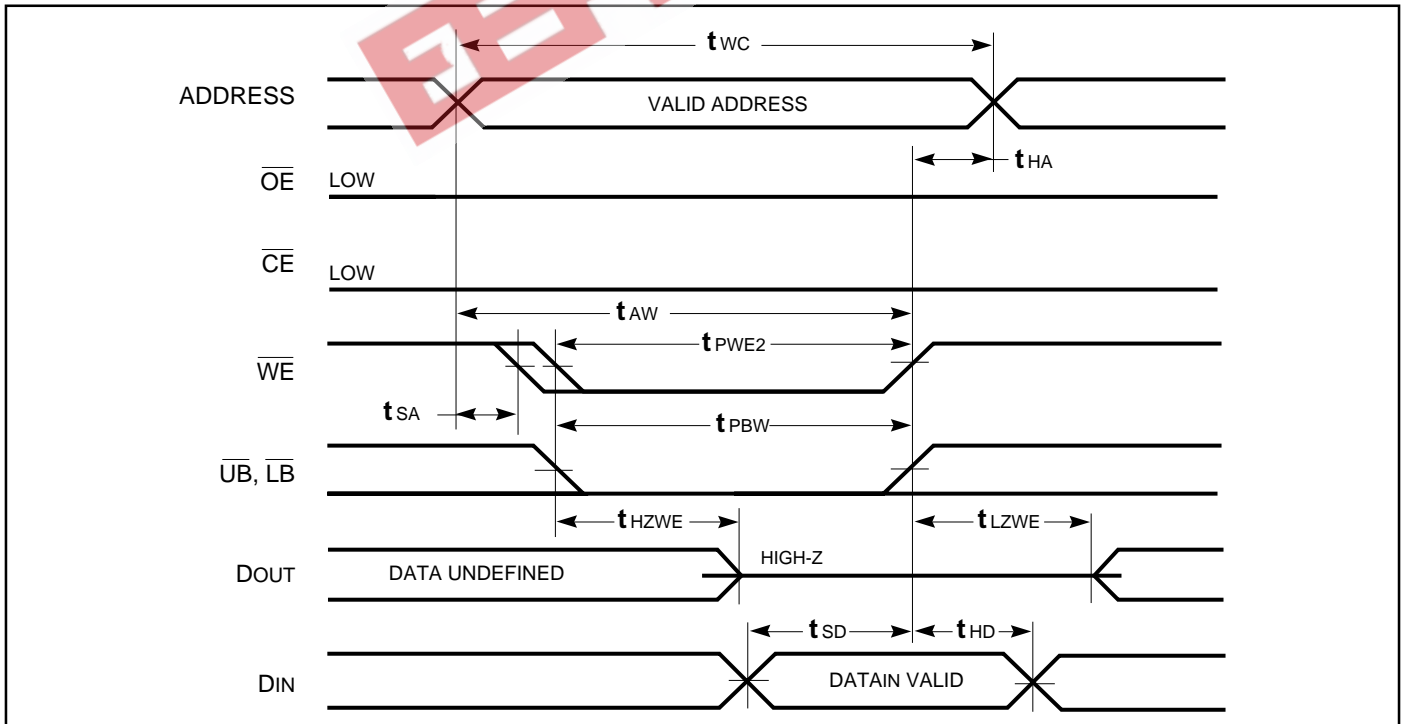 tWC
ADDRESS VALID ADDRESS
tHA
OE LOW
CE LOW
tAW
tPWE2
WE
tSA
tPBW
UB, LB
tHZWE tLZWE
DOUT DATA UNDEFINED HIGH-Z
tSD tHD
DIN DATAIN VALID